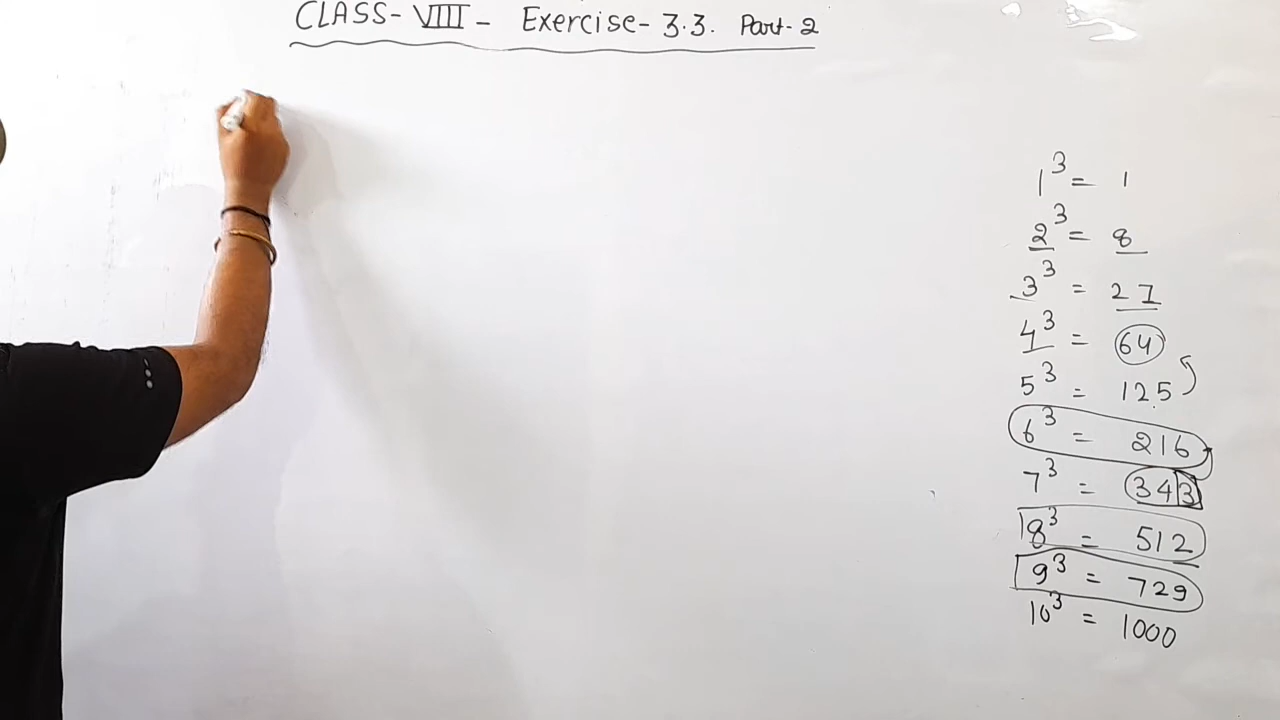 CLASS- VIII - Exercise- 3.3. Part-2
1³ = 1
2³ = 8
3³ = 27
4³ = 64
5³ = 125
6³ = 216
7³ = 343
8³ = 512
9³ = 729
10³ = 1000